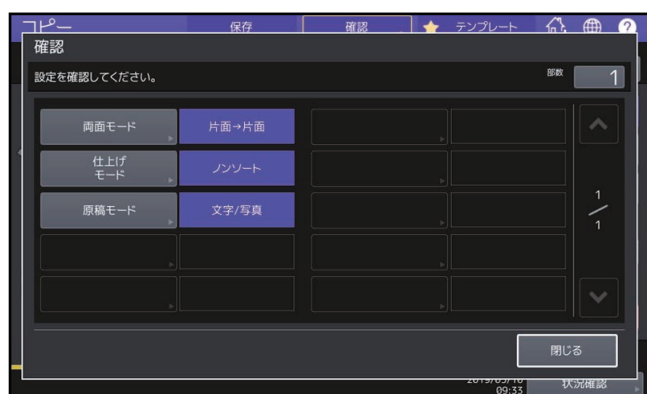 コピー
保存
確認
テンプレート
確認
設定を確認してください。
部数
1
両面モード
片面→片面
仕上げ
モード
ノンソート
原稿モード
文字/写真
1
1
閉じる
09:33
状況確認